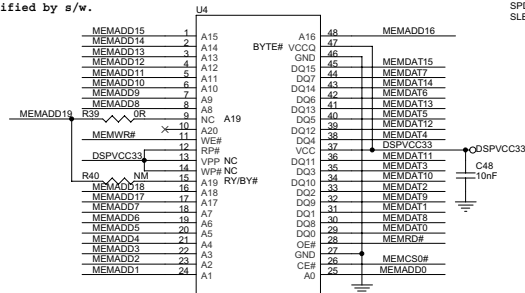 ified by s/w.
U4
SPD
SLE
MEMADD15 1 A15 A16 48 MEMADD16
MEMADD14 2 A14 BYTE# VCCQ 47
MEMADD13 3 A13 GND 46
MEMADD12 4 A12 DQ15 45 MEMDAT15
MEMADD11 5 A11 DQ7 44 MEMDAT7
MEMADD10 6 A10 DQ14 43 MEMDAT14
MEMADD9 7 A9 DQ6 42 MEMDAT6
MEMADD8 8 A8 DQ13 41 MEMDAT13
MEMADD19 R39 0R 9 NC A19 DQ5 40 MEMDAT5
10 A20 DQ12 39 MEMDAT12
MEMWR# 11 WE# DQ4 38 MEMDAT4
12 RP# VCC 37 DSPVCC33 DSPVCC33
DSPVCC33 13 VPP NC DQ11 36 MEMDAT11
14 WP# NC DQ3 35 MEMDAT3
R40 NM 15 A19 RY/BY# DQ10 34 MEMDAT10
C48
10nF
MEMADD18 16 A18 DQ2 33 MEMDAT2
MEMADD17 17 A17 DQ9 32 MEMDAT9
MEMADD7 18 A7 DQ1 31 MEMDAT1
MEMADD6 19 A6 DQ8 30 MEMDAT8
MEMADD5 20 A5 DQ0 29 MEMDAT0
MEMADD4 21 A4 OE# 28 MEMRD#
MEMADD3 22 A3 GND 27
MEMADD2 23 A2 CE# 26 MEMCS0#
MEMADD1 24 A1 A0 25 MEMADD0